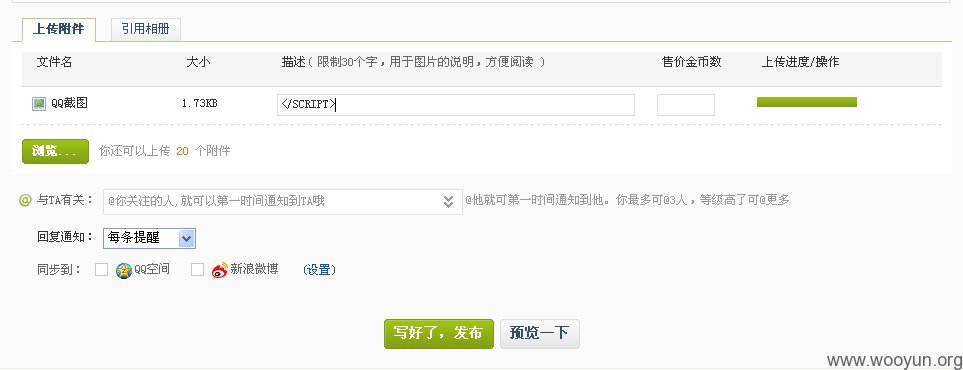 上传附件 引用相册
文件名 大小 描述 ( 限制30个字，用于图片的说明，方便阅读 ) 售价金币数 上传进度/操作
QQ截图 1.73KB </SCRIPT>
浏览... 你还可以上传 20 个附件
@ 与TA有关： @你关注的人,就可以第一时间通知到TA哦 @他就可第一时间通知到他。你最多可@3人，等级高了可@更多
回复通知： 每条提醒
同步到： QQ空间 新浪微博 (设置)
写好了，发布 预览一下
www.wooyun.org